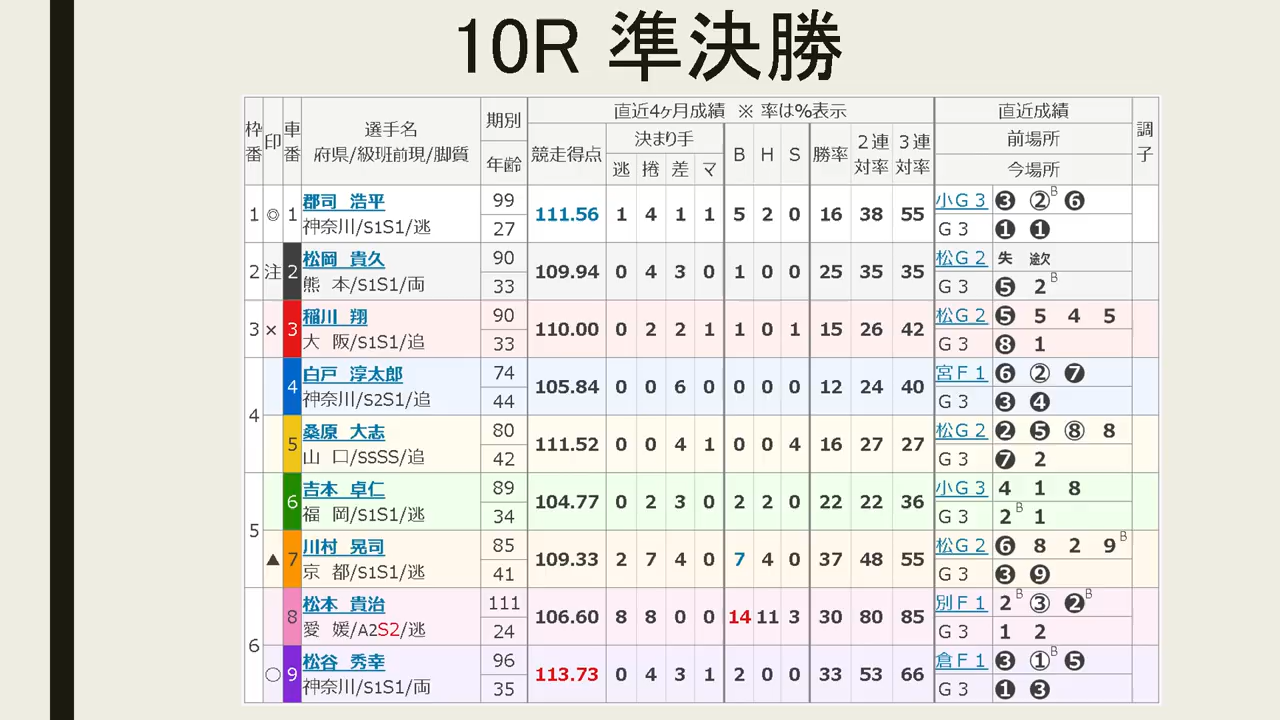 10R 準決勝
枠番 印 車番 選手名 府県/級班前現/脚質 期別 年齢 直近4ヶ月成績 ※ 率は%表示 直近成績 調子
競走得点 決まり手 B H S 勝率 2連対率 3連対率 前場所
逃 捲 差 マ 今場所
1 ◎ 1 郡司 浩平 99 111.56 1 4 1 1 5 2 0 16 38 55 小G3 ❸ ②B ❻
神奈川/S1S1/逃 27 G3 ❶ ❶
2 注 2 松岡 貴久 90 109.94 0 4 3 0 1 0 0 25 35 35 松G2 失 欠
熊 本/S1S1/両 33 G3 ❺ 2B
3 × 3 稲川 翔 90 110.00 0 2 2 1 1 0 1 15 26 42 松G2 ❺ 5 4 5
大 阪/S1S1/追 33 G3 ❽ 1
4 4 白戸 淳太郎 74 105.84 0 0 6 0 0 0 0 12 24 40 宮F1 ❻ ② ❼
神奈川/S2S1/追 44 G3 ❸ ❹
5 桑原 大志 80 111.52 0 0 4 1 0 0 4 16 27 27 松G2 ❷ ❺ ⑧ 8
山 口/SSSS/追 42 G3 ❼ 2
5 6 吉本 卓仁 89 104.77 0 2 3 0 2 2 0 22 22 36 小G3 4 1 8
福 岡/S1S1/逃 34 G3 2B 1
▲ 7 川村 晃司 85 109.33 2 7 4 0 7 4 0 37 48 55 松G2 ❻ 8 2 9B
京 都/S1S1/逃 41 G3 ❸ ❾
6 8 松本 貴治 111 106.60 8 8 0 0 14 11 3 30 80 85 別F1 2B ③ ❷B
愛 媛/A2S2/逃 24 G3 1 2
○ 9 松谷 秀幸 96 113.73 0 4 3 1 2 0 0 33 53 66 倉F1 ❸ ①B ❺
神奈川/S1S1/両 35 G3 ❶ ❸